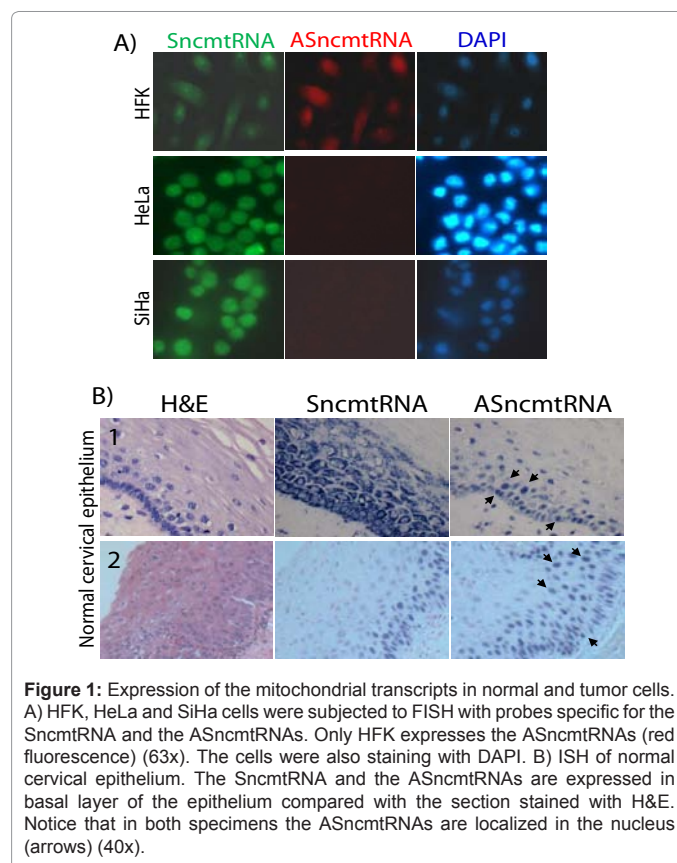 A)
SncmtRNA ASncmtRNA DAPI
HFK
HeLa
SiHa
B)
H&E SncmtRNA ASncmtRNA
Normal cervical epithelium
1
2
Figure 1: Expression of the mitochondrial transcripts in normal and tumor cells.
A) HFK, HeLa and SiHa cells were subjected to FISH with probes specific for the
SncmtRNA and the ASncmtRNAs. Only HFK expresses the ASncmtRNAs (red
fluorescence) (63x). The cells were also staining with DAPI. B) ISH of normal
cervical epithelium. The SncmtRNA and the ASncmtRNAs are expressed in
basal layer of the epithelium compared with the section stained with H&E.
Notice that in both specimens the ASncmtRNAs are localized in the nucleus
(arrows) (40x).